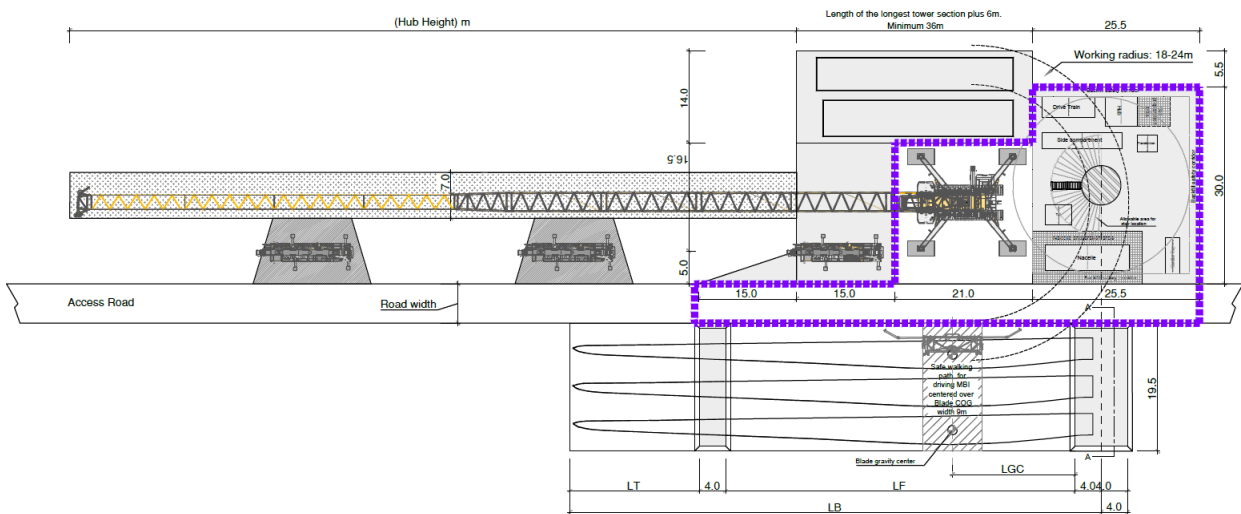 (Hub Height) m
Length of the longest tower section plus 6m.
Minimum 36m
25.5
Working radius: 18-24m
5.5
14.0
16.5
7.0
5.0
Drive Train
Side compartment
30.0
Allowable area for
Nacelle
15.0
15.0
21.0
25.5
Access Road
Road width
A
Safe walking
path for
driving MBI
centered over
Blade COG
width 9m
19.5
Blade gravity center
A
LGC
LT
4.0
LF
4.0
4.0
LB
4.0